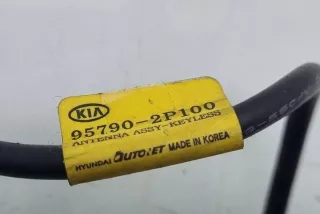 KIA
95790-2P100
ANTENNA ASSY-KEYLESS
HYUNDAI AUTONET MADE IN KOREA